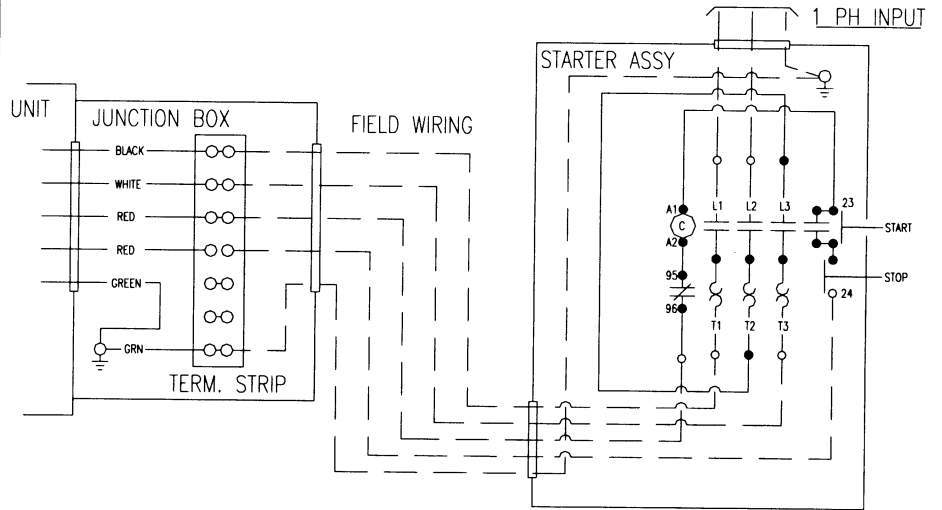 1 PH INPUT
STARTER ASSY
UNIT
JUNCTION BOX
FIELD WIRING
BLACK
WHITE
RED
RED
GREEN
GRN
TERM. STRIP
L1 L2 L3
23
A1
C
A2
START
STOP
95
96
24
T1 T2 T3